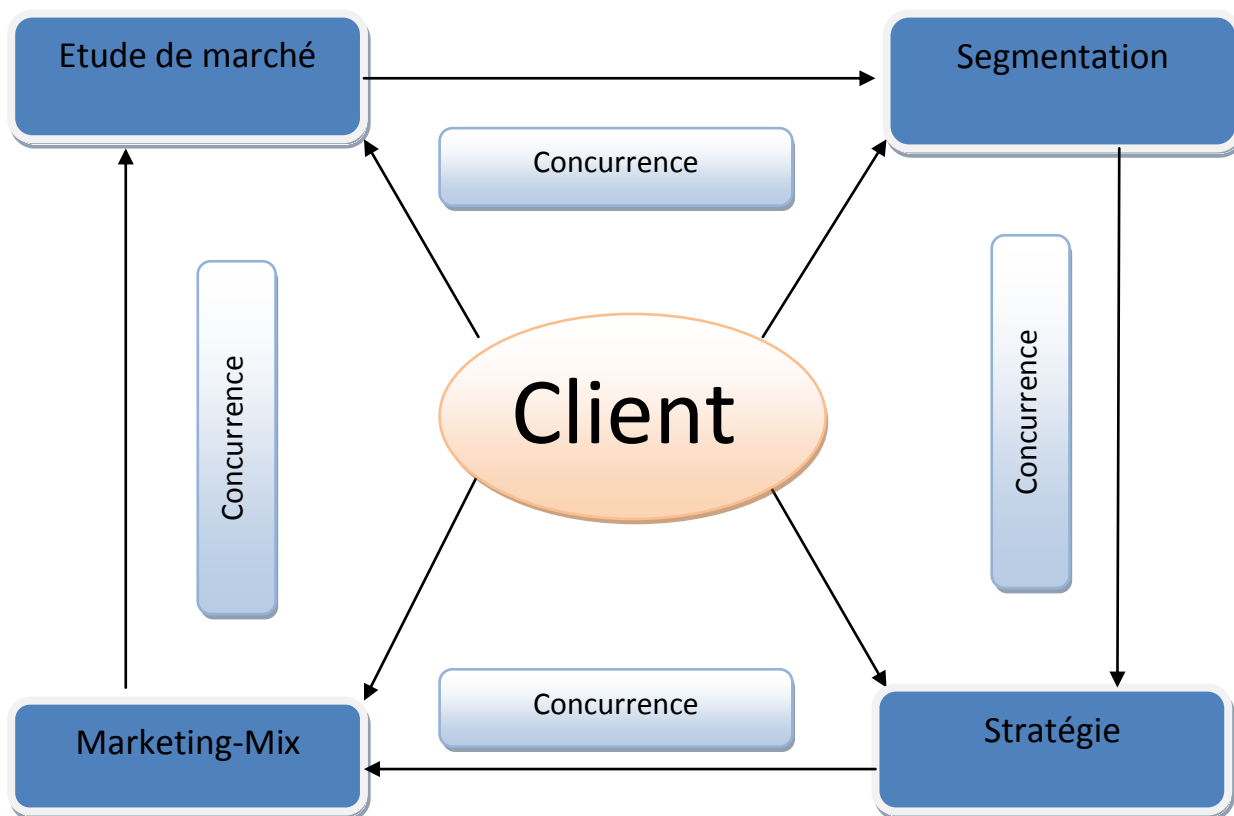 Etude de marché
Segmentation
Concurrence
Concurrence
Concurrence
Client
Concurrence
Marketing-Mix
Stratégie